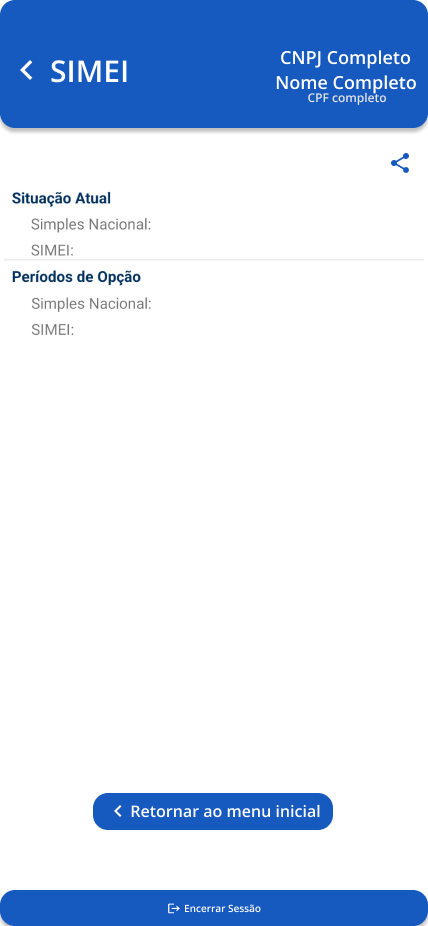 SIMEI
CNPJ Completo
Nome Completo
CPF completo
Situação Atual
Simples Nacional:
SIMEI:
Períodos de Opção
Simples Nacional:
SIMEI:
Retornar ao menu inicial
Encerrar Sessão